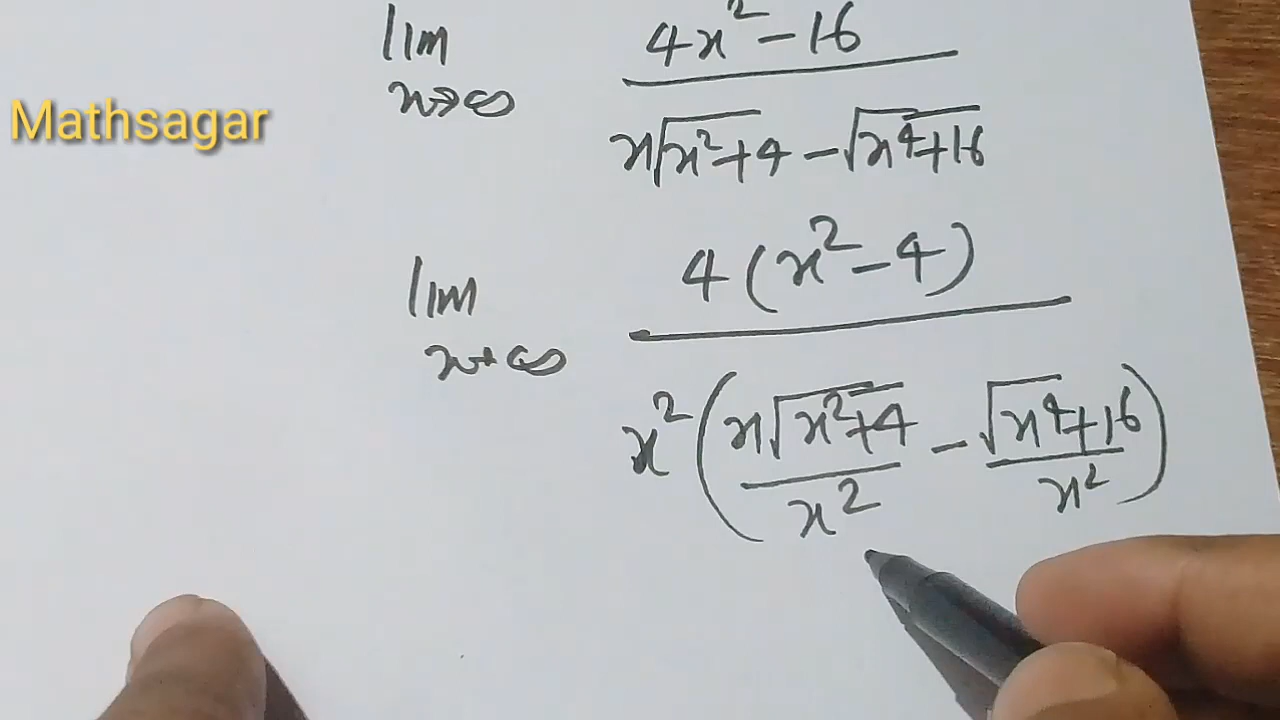 lim 4x² - 16
x→∞ x√x²+4 - √x⁴+16
Mathsagar
lim 4(x² - 4)
x→∞ x² (x√x²+4 / x² - √x⁴+16 / x²)